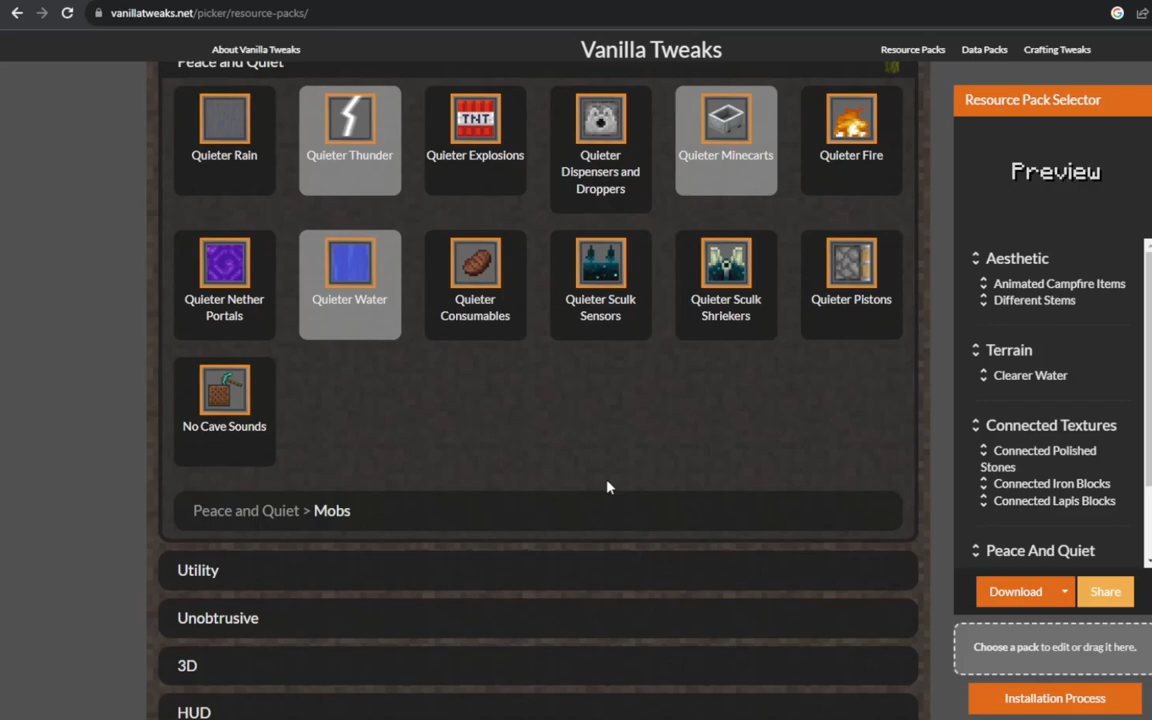 vanillatweaks.net/picker/resource-packs/
About Vanilla Tweaks
Vanilla Tweaks
Resource Packs
Data Packs
Crafting Tweaks
Peace and Quiet
Quieter Rain
Quieter Thunder
TNT
Quieter Explosions
Quieter
Dispensers and
Droppers
Quieter Minecarts
Quieter Fire
Quieter Nether
Portals
Quieter Water
Quieter
Consumables
Quieter Sculk
Sensors
Quieter Sculk
Shriekers
Quieter Pistons
No Cave Sounds
Peace and Quiet > Mobs
Utility
Unobtrusive
3D
HUD
Resource Pack Selector
Preview
Aesthetic
Animated Campfire Items
Different Stems
Terrain
Clearer Water
Connected Textures
Connected Polished
Stones
Connected Iron Blocks
Connected Lapis Blocks
Peace And Quiet
Download
Share
Choose a pack to edit or drag it here.
Installation Process